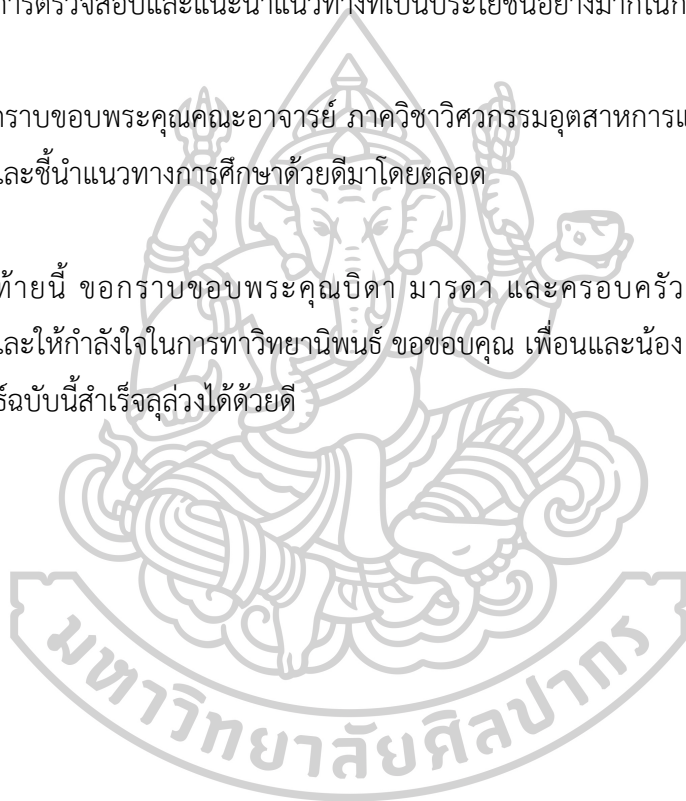 การตรวจสอบและแนะนำแนวทางที่เป็นประโยชน์อย่างมากในก
กราบขอบพระคุณคณะอาจารย์ ภาควิชาวิศวกรรมอุตสาหการแ
และชี้นำแนวทางการศึกษาด้วยดีมาโดยตลอด
ท้ายนี้ ขอกราบขอบพระคุณบิดา มารดา และครอบครัว
และให้กำลังใจในการทาวิทยานิพนธ์ ขอขอบคุณ เพื่อนและน้อง
ธ์ฉบับนี้สำเร็จลุล่วงได้ด้วยดี
มหาวิทยาลัยศิลปากร